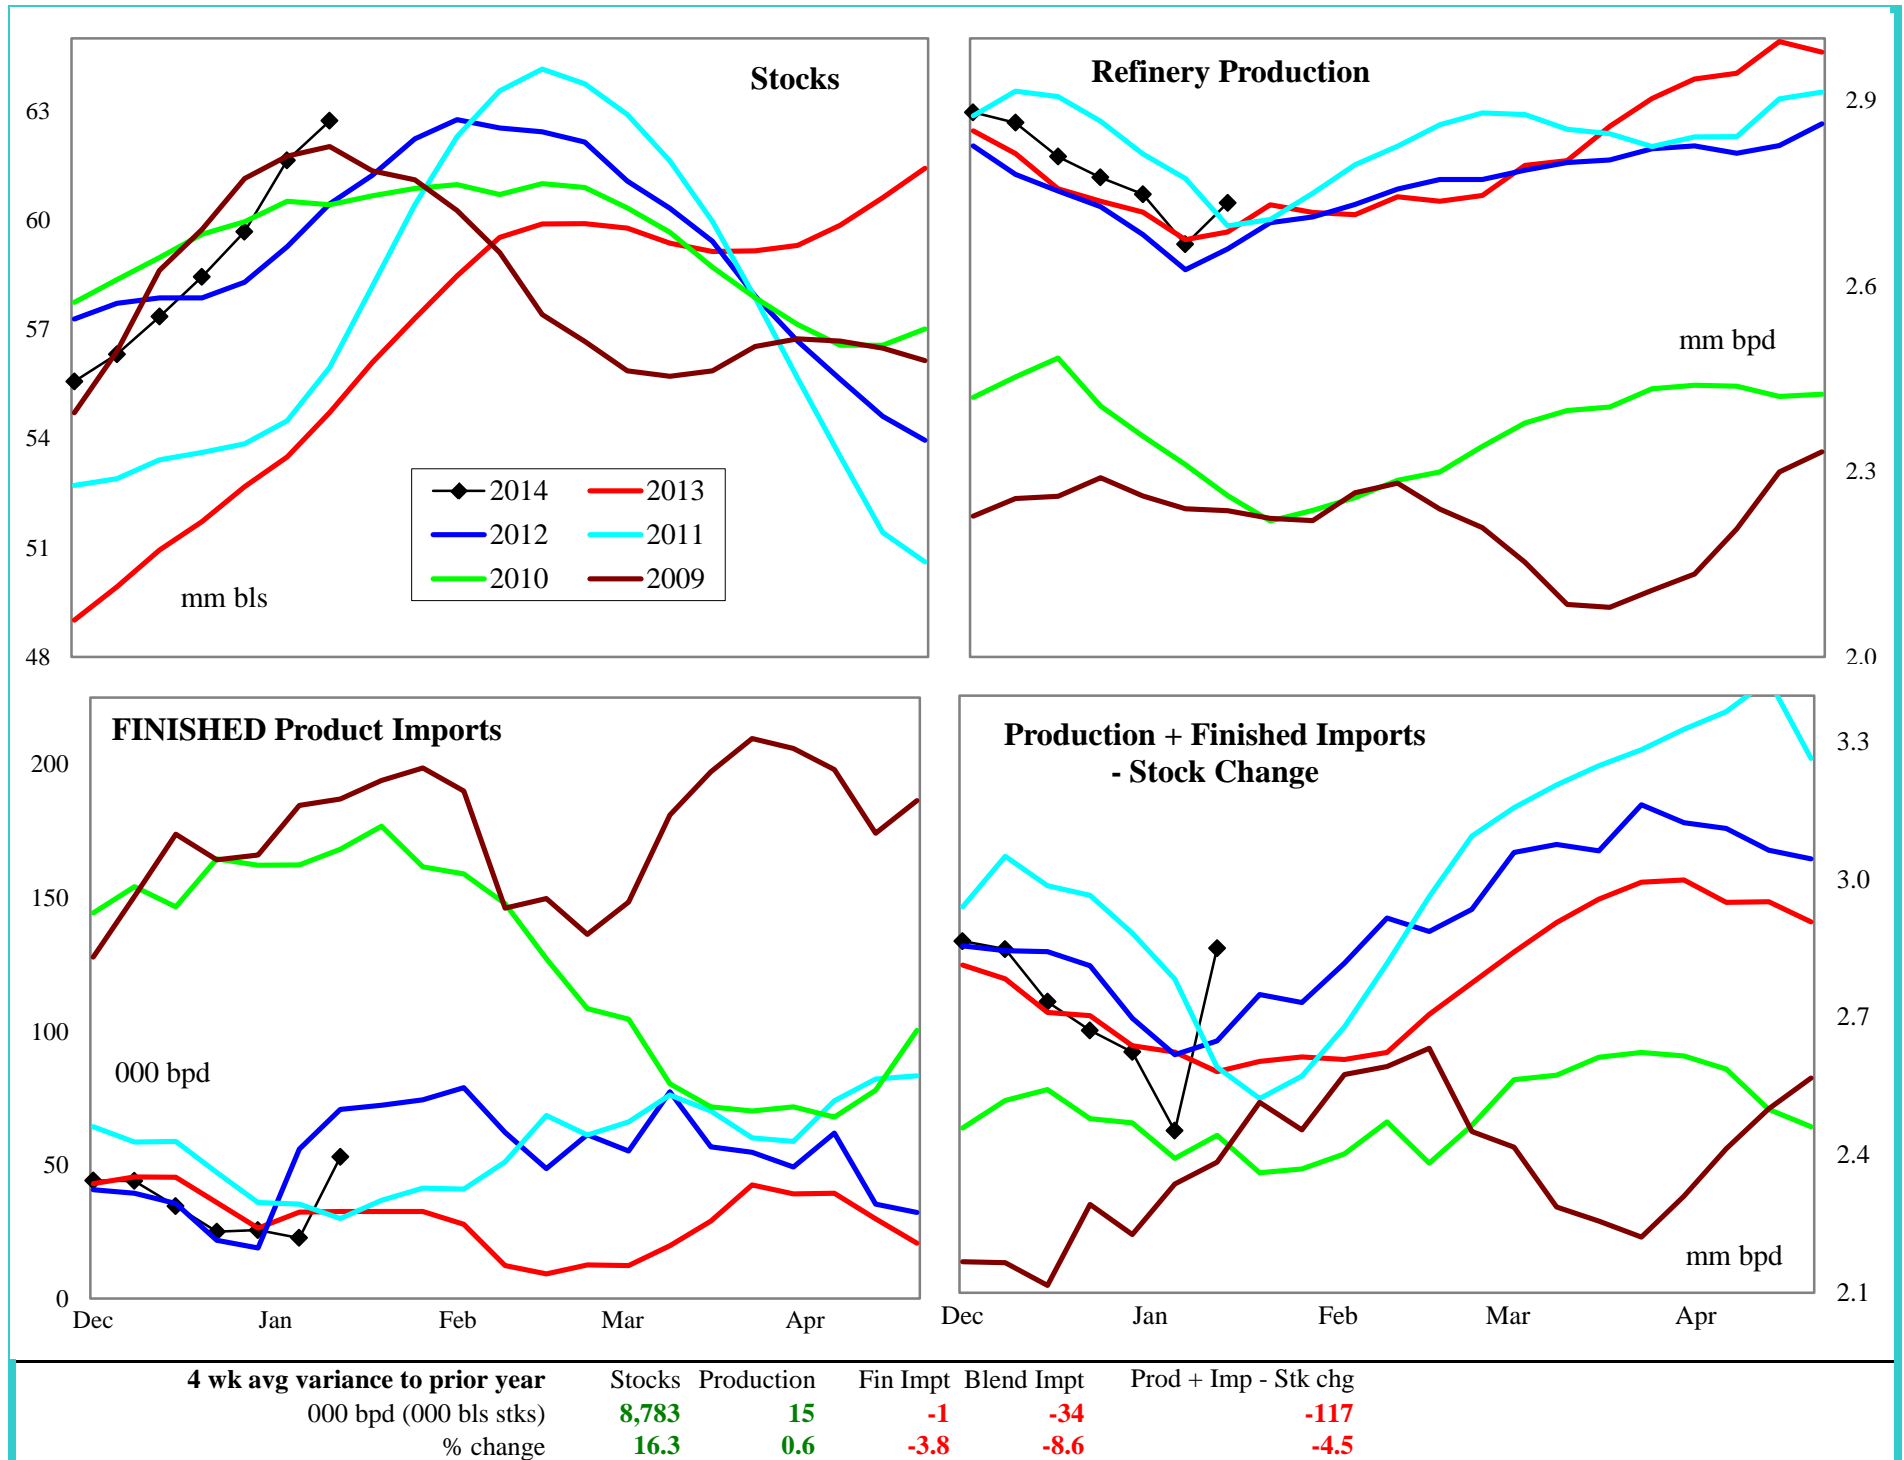 Stocks
63
60
57
54
51
48
mm bls
2014 2013
2012 2011
2010 2009
Refinery Production
2.9
2.6
2.3
2.0
mm bpd
FINISHED Product Imports
200
150
100
50
0
000 bpd
Dec Jan Feb Mar Apr
Production + Finished Imports
- Stock Change
3.3
3.0
2.7
2.4
2.1
mm bpd
Dec Jan Feb Mar Apr
4 wk avg variance to prior year Stocks Production Fin Impt Blend Impt Prod + Imp - Stk chg
000 bpd (000 bls stks) 8,783 15 -1 -34 -117
% change 16.3 0.6 -3.8 -8.6 -4.5